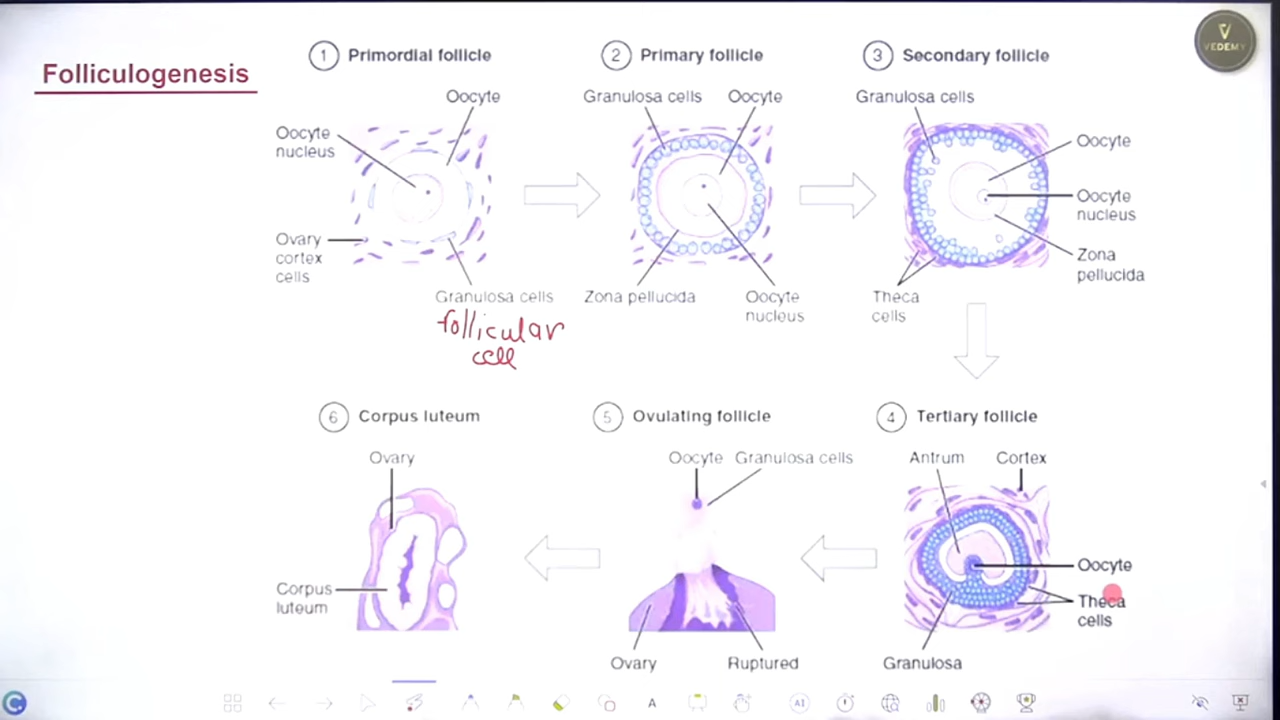 Folliculogenesis
VEDEMY
1 Primordial follicle
Oocyte
Oocyte
nucleus
Ovary
cortex
cells
Granulosa cells
follicular
cell
2 Primary follicle
Granulosa cells Oocyte
Zona pellucida
Oocyte
nucleus
3 Secondary follicle
Granulosa cells
Oocyte
Oocyte
nucleus
Zona
pellucida
Theca
cells
4 Tertiary follicle
Antrum Cortex
Oocyte
Theca
cells
Granulosa
5 Ovulating follicle
Oocyte Granulosa cells
Ovary Ruptured
6 Corpus luteum
Ovary
Corpus
luteum
A
AI
C